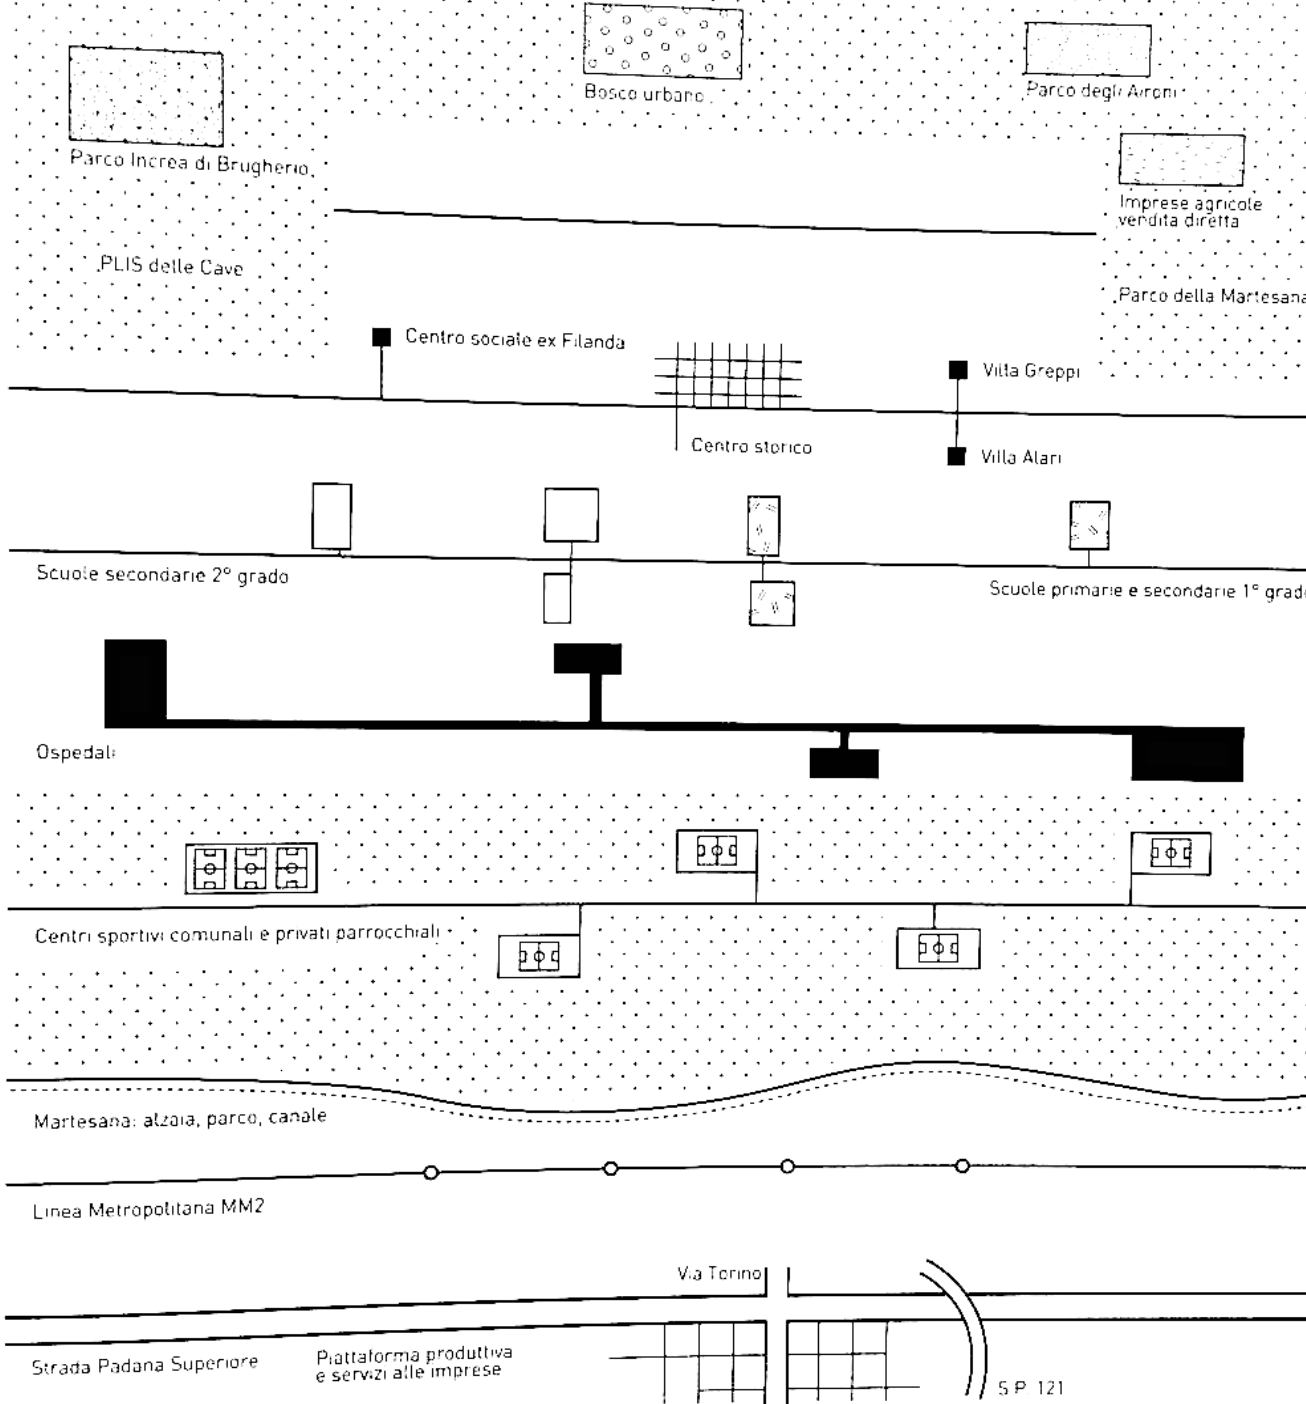 Bosco urbano
Parco degli Aironi
Parco Increa di Brugherio
Imprese agricole
vendita diretta
PLIS delle Cave
Parco della Martesana
Centro sociale ex Filanda
Villa Greppi
Centro storico
Villa Alari
Scuole secondarie 2° grado
Scuole primarie e secondarie 1° grado
Ospedali
Centri sportivi comunali e privati parrocchiali
Martesana: alzaia, parco, canale
Linea Metropolitana MM2
Via Torino
Strada Padana Superiore
Piattaforma produttiva
e servizi alle imprese
S.P. 121